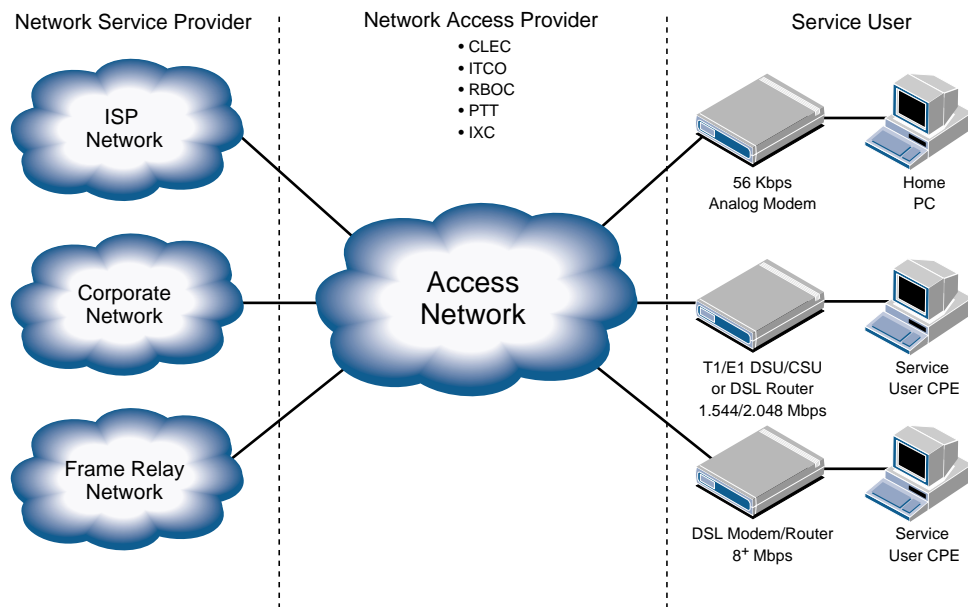 Network Service Provider
Network Access Provider
• CLEC
• ITCO
• RBOC
• PTT
• IXC
Service User
ISP
Network
Corporate
Network
Frame Relay
Network
Access
Network
56 Kbps
Analog Modem
Home
PC
T1/E1 DSU/CSU
or DSL Router
1.544/2.048 Mbps
Service
User CPE
DSL Modem/Router
8+ Mbps
Service
User CPE